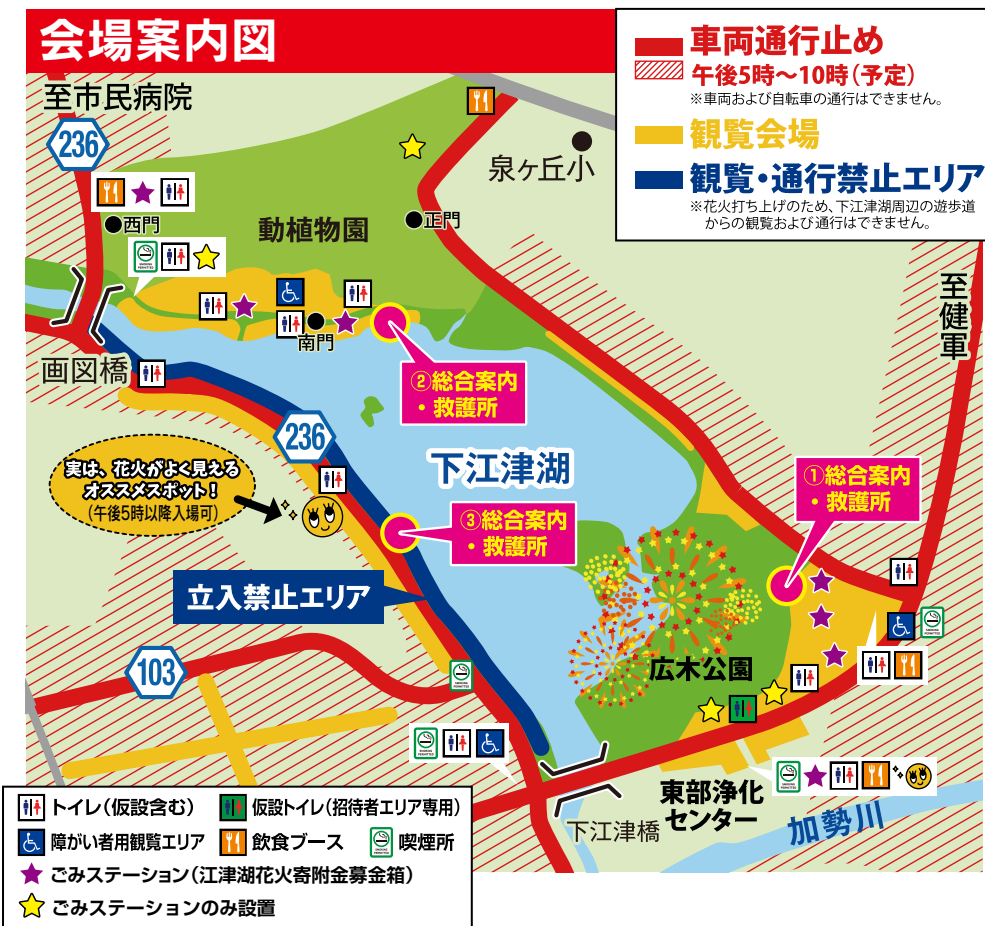 会場案内図
車両通行止め
午後5時～10時（予定）
※車両および自転車の通行はできません。
観覧会場
観覧・通行禁止エリア
※花火打ち上げのため、下江津湖周辺の遊歩道
からの観覧および通行はできません。
至市民病院
236
泉ヶ丘小
西門
動植物園
正門
至健軍
南門
画図橋
②総合案内
・救護所
236
下江津湖
実は、花火がよく見える
オススメスポット！
（午後5時以降入場可）
①総合案内
・救護所
③総合案内
・救護所
立入禁止エリア
広木公園
103
東部浄化
センター
下江津橋
加勢川
トイレ（仮設含む）
仮設トイレ（招待者エリア専用）
障がい者用観覧エリア
飲食ブース
喫煙所
ごみステーション（江津湖花火寄附金募金箱）
ごみステーションのみ設置